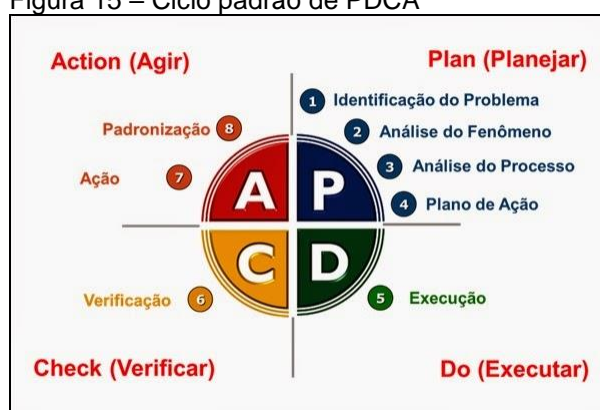 Figura 15 – Ciclo padrão de PDCA
Action (Agir)
Plan (Planejar)
1 Identificação do Problema
2 Análise do Fenômeno
3 Análise do Processo
4 Plano de Ação
Padronização 8
Ação 7
A P
C D
Verificação 6
5 Execução
Check (Verificar)
Do (Executar)